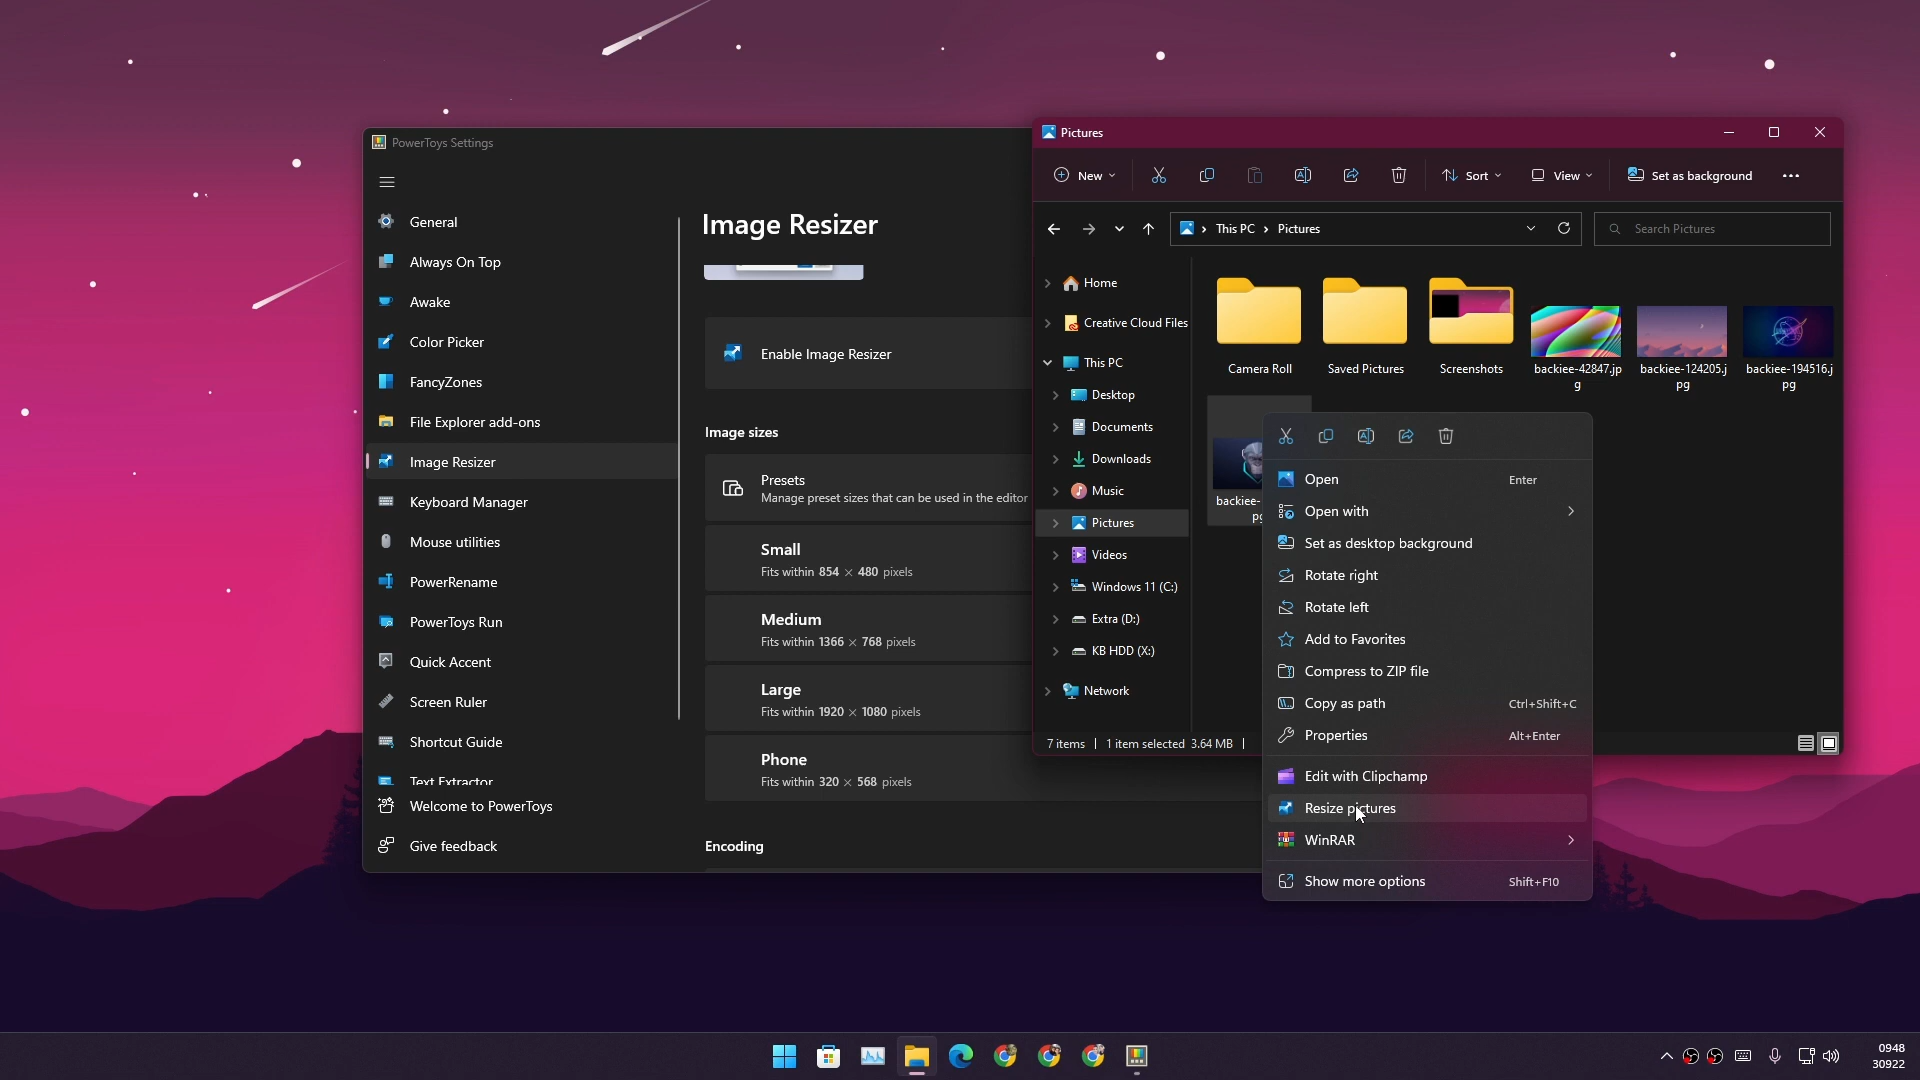 PowerToys Settings
General
Always On Top
Awake
Color Picker
FancyZones
File Explorer add-ons
Image Resizer
Keyboard Manager
Mouse utilities
PowerRename
PowerToys Run
Quick Accent
Screen Ruler
Shortcut Guide
Text Extractor
Welcome to PowerToys
Give feedback
Image Resizer
Enable Image Resizer
Image sizes
Presets
Manage preset sizes that can be used in the editor
Small
Fits within 854 × 480 pixels
Medium
Fits within 1366 × 768 pixels
Large
Fits within 1920 × 1080 pixels
Phone
Fits within 320 × 568 pixels
Encoding
Pictures
New
Sort
View
Set as background
This PC
Pictures
Search Pictures
Home
Creative Cloud Files
This PC
Desktop
Documents
Downloads
Music
Pictures
Videos
Windows 11 (C:)
Extra (D:)
KB HDD (X:)
Network
Camera Roll
Saved Pictures
Screenshots
backiee-42847.jp
g
backiee-124205.j
pg
backiee-194516.j
pg
backiee-
pg
7 items
1 item selected 3.64 MB
Open Enter
Open with
Set as desktop background
Rotate right
Rotate left
Add to Favorites
Compress to ZIP file
Copy as path Ctrl+Shift+C
Properties Alt+Enter
Edit with Clipchamp
Resize pictures
WinRAR
Show more options Shift+F10
0948
30922